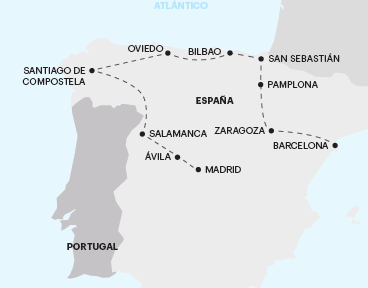 ATLÁNTICO
OVIEDO
BILBAO
SAN SEBASTIÁN
SANTIAGO DE
COMPOSTELA
PAMPLONA
ESPAÑA
SALAMANCA
ZARAGOZA
BARCELONA
ÁVILA
MADRID
PORTUGAL